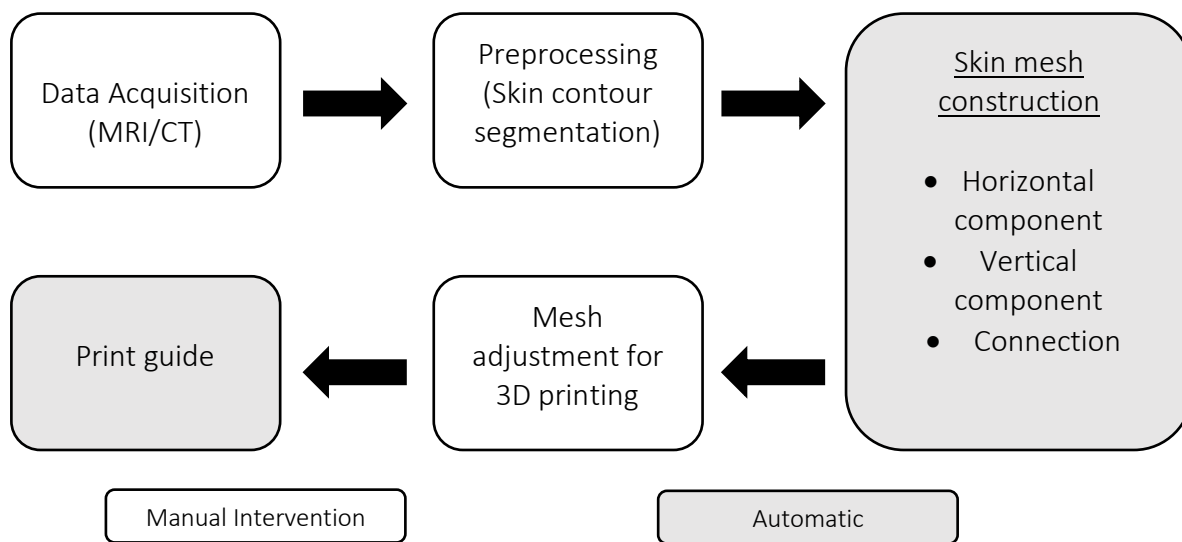 Data Acquisition
(MRI/CT)
Preprocessing
(Skin contour
segmentation)
Skin mesh
construction
• Horizontal
component
• Vertical
component
• Connection
Print guide
Mesh
adjustment for
3D printing
Manual Intervention
Automatic